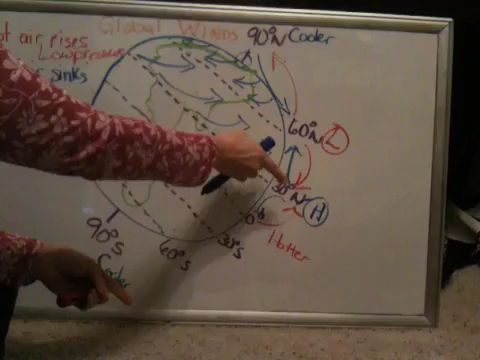 Global Winds
t air rises
Low pressure
sinks
90°N Cooler
60°N L
30°N H
0°
Hotter
30°S
60°S
90°S
Cooler